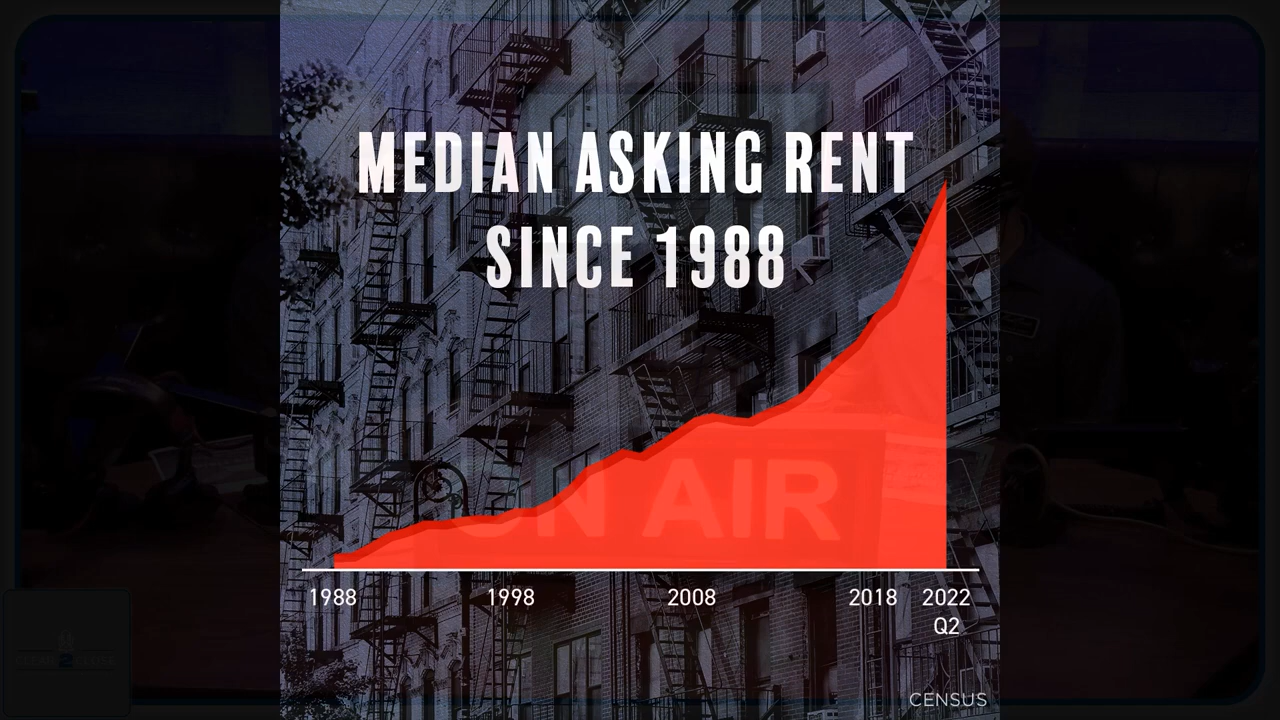 MEDIAN ASKING RENT
SINCE 1988
ON AIR
1988 1998 2008 2018 2022
Q2
CENSUS